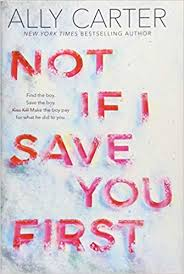 ALLY CARTER
NEW YORK TIMES BESTSELLING AUTHOR
NOT
IF I
Find the boy.
Save the boy.
Kiss Kill Make the boy pay
for what he did to you.
SAVE
YOU
FIRST